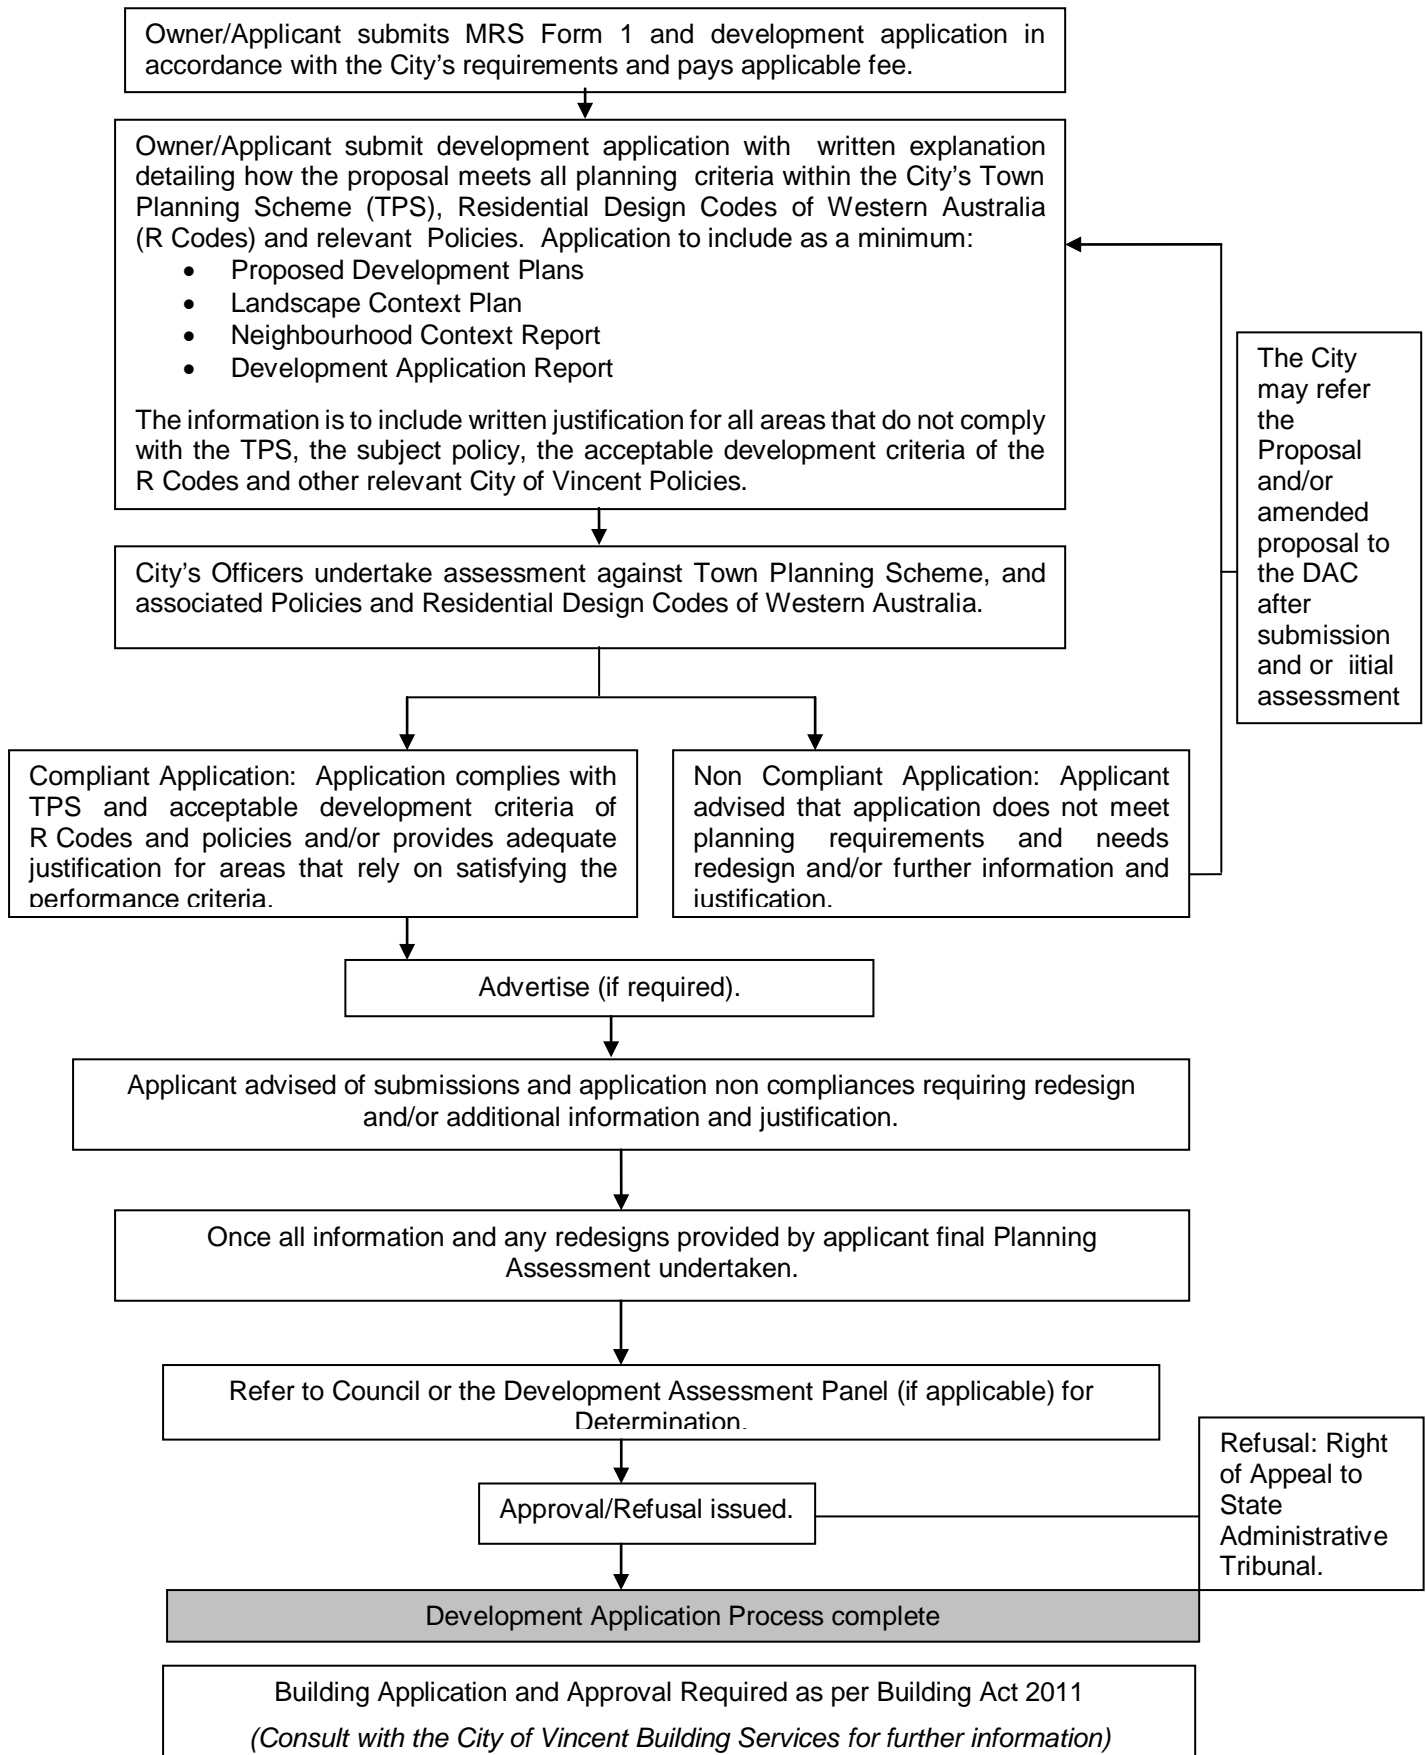 Owner/Applicant submits MRS Form 1 and development application in
accordance with the City’s requirements and pays applicable fee.
Owner/Applicant submit development application with written explanation
detailing how the proposal meets all planning criteria within the City’s Town
Planning Scheme (TPS), Residential Design Codes of Western Australia
(R Codes) and relevant Policies. Application to include as a minimum:
• Proposed Development Plans
• Landscape Context Plan
• Neighbourhood Context Report
• Development Application Report
The information is to include written justification for all areas that do not comply
with the TPS, the subject policy, the acceptable development criteria of the
R Codes and other relevant City of Vincent Policies.
The City
may refer
the
Proposal
and/or
amended
proposal to
the DAC
after
submission
and or iitial
assessment
City’s Officers undertake assessment against Town Planning Scheme, and
associated Policies and Residential Design Codes of Western Australia.
Compliant Application: Application complies with
TPS and acceptable development criteria of
R Codes and policies and/or provides adequate
justification for areas that rely on satisfying the
performance criteria.
Non Compliant Application: Applicant
advised that application does not meet
planning requirements and needs
redesign and/or further information and
justification.
Advertise (if required).
Applicant advised of submissions and application non compliances requiring redesign
and/or additional information and justification.
Once all information and any redesigns provided by applicant final Planning
Assessment undertaken.
Refer to Council or the Development Assessment Panel (if applicable) for
Determination.
Approval/Refusal issued.
Refusal: Right
of Appeal to
State
Administrative
Tribunal.
Development Application Process complete
Building Application and Approval Required as per Building Act 2011
(Consult with the City of Vincent Building Services for further information)